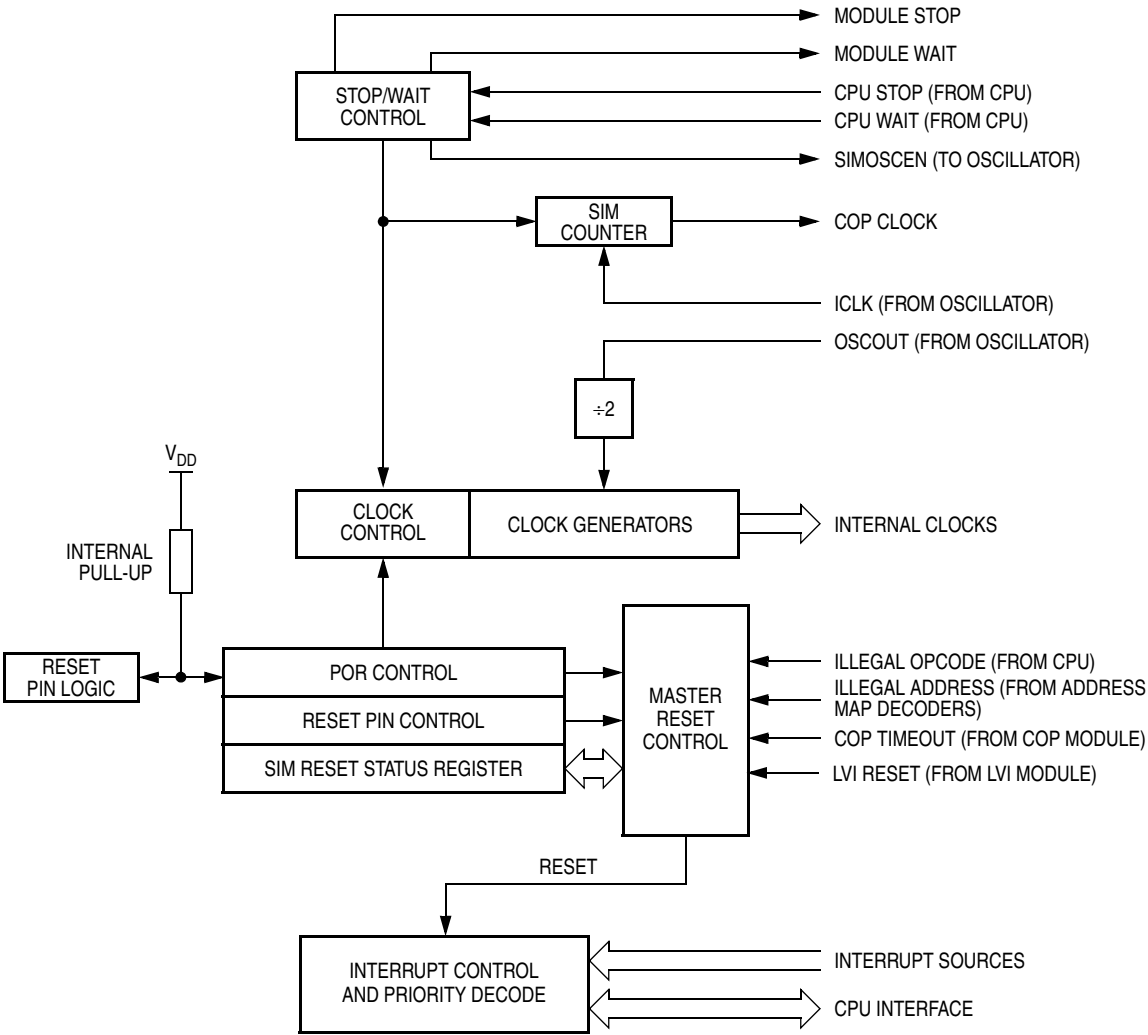 MODULE STOP
MODULE WAIT
STOP/WAIT
CONTROL
CPU STOP (FROM CPU)
CPU WAIT (FROM CPU)
SIMOSCEN (TO OSCILLATOR)
SIM
COUNTER
COP CLOCK
ICLK (FROM OSCILLATOR)
OSCOUT (FROM OSCILLATOR)
÷2
VDD
CLOCK
CONTROL
CLOCK GENERATORS
INTERNAL CLOCKS
INTERNAL
PULL-UP
RESET
PIN LOGIC
POR CONTROL
RESET PIN CONTROL
SIM RESET STATUS REGISTER
MASTER
RESET
CONTROL
ILLEGAL OPCODE (FROM CPU)
ILLEGAL ADDRESS (FROM ADDRESS
MAP DECODERS)
COP TIMEOUT (FROM COP MODULE)
LVI RESET (FROM LVI MODULE)
RESET
INTERRUPT CONTROL
AND PRIORITY DECODE
INTERRUPT SOURCES
CPU INTERFACE